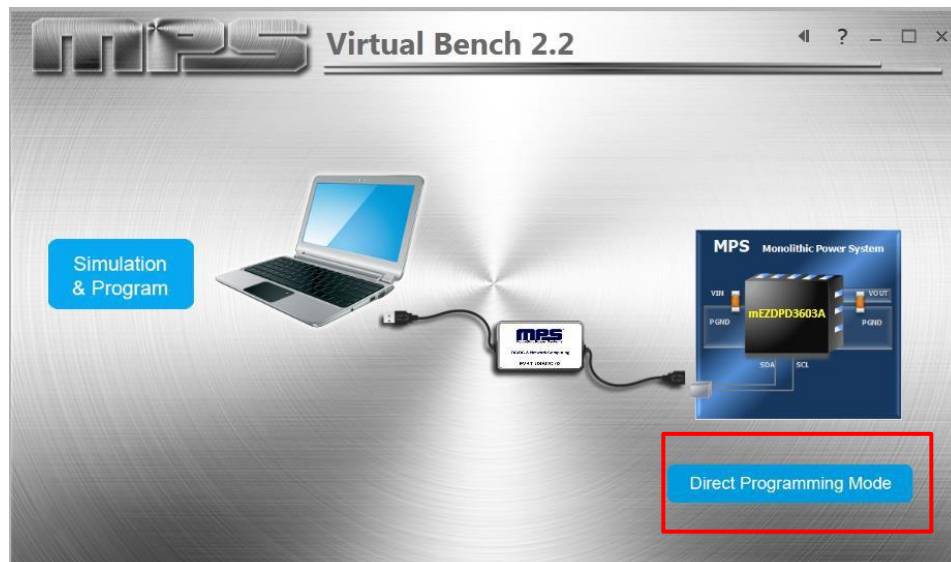 mps
Virtual Bench 2.2
?
Simulation
& Program
MPS
MPS Monolithic Power System
VIN
VOUT
PGND
mEZDPD3603A
PGND
SDA
SCL
Direct Programming Mode